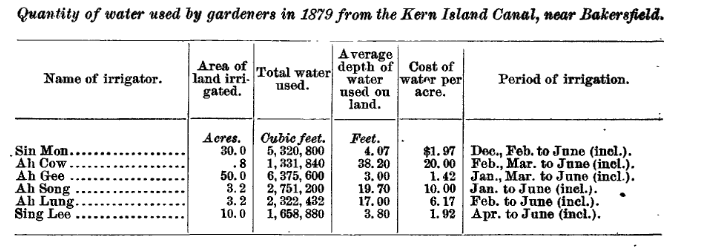 Quantity of water used by gardeners in 1879 from the Kern Island Canal, near Bakersfield.
Name of irrigator. Area of land irrigated. Total water used. Average depth of water used on land. Cost of water per acre. Period of irrigation.
Acres. Cubic feet. Feet.
Sin Mon 30.0 5,320,800 4.07 $1.97 Dec., Feb. to June (incl.).
Ah Cow .8 1,331,840 38.20 20.00 Feb., Mar. to June (incl.).
Ah Gee 50.0 6,375,600 3.00 1.42 Jan., Mar. to June (incl.).
Ah Song 3.2 2,751,200 19.70 10.00 Jan. to June (incl.).
Ah Lung 3.2 2,322,432 17.00 6.17 Feb. to June (incl.).
Sing Lee 10.0 1,658,880 3.80 1.92 Apr. to June (incl.).